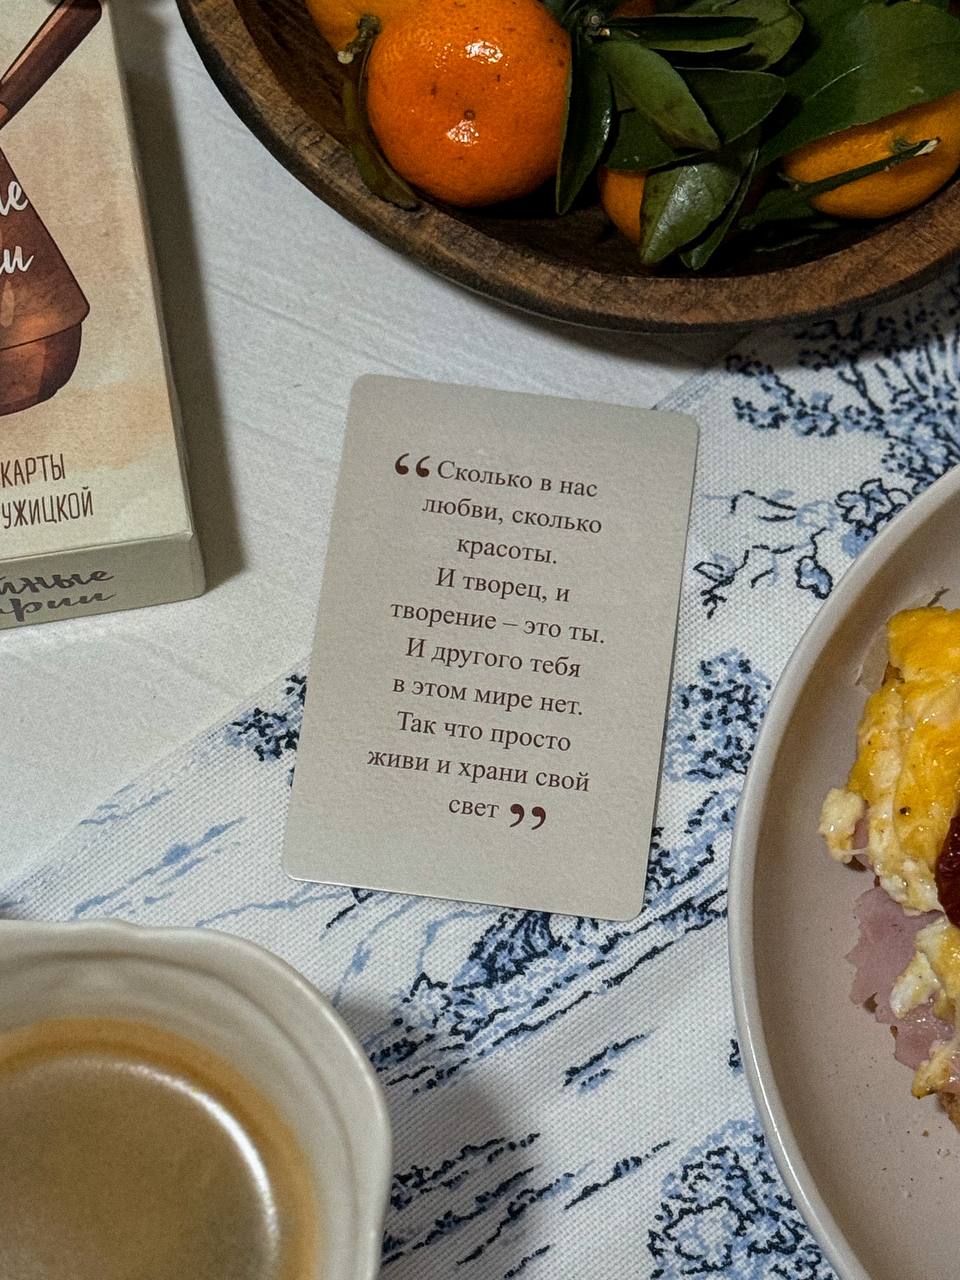 КАРТЫ
“Сколько в нас
любви, сколько
красоты.
И творец, и
творение – это ты.
И другого тебя
в этом мире нет.
Так что просто
живи и храни свой
свет”